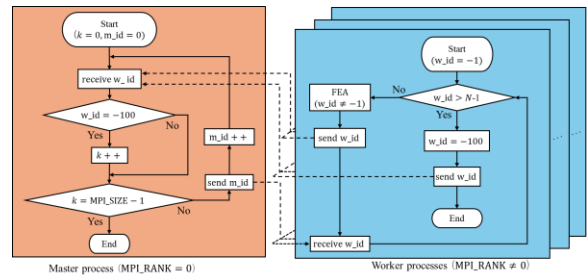 Start
(k = 0, m_id = 0)
receive w_id
w_id = −100
Yes
No
k ++
k = MPI_SIZE − 1
Yes
No
End
m_id ++
send m_id
Master process (MPI_RANK = 0)
Start
(w_id = −1)
w_id > N-1
No
Yes
FEA
(w_id ≠ −1)
send w_id
w_id = −100
send w_id
End
receive w_id
Worker processes (MPI_RANK ≠ 0)